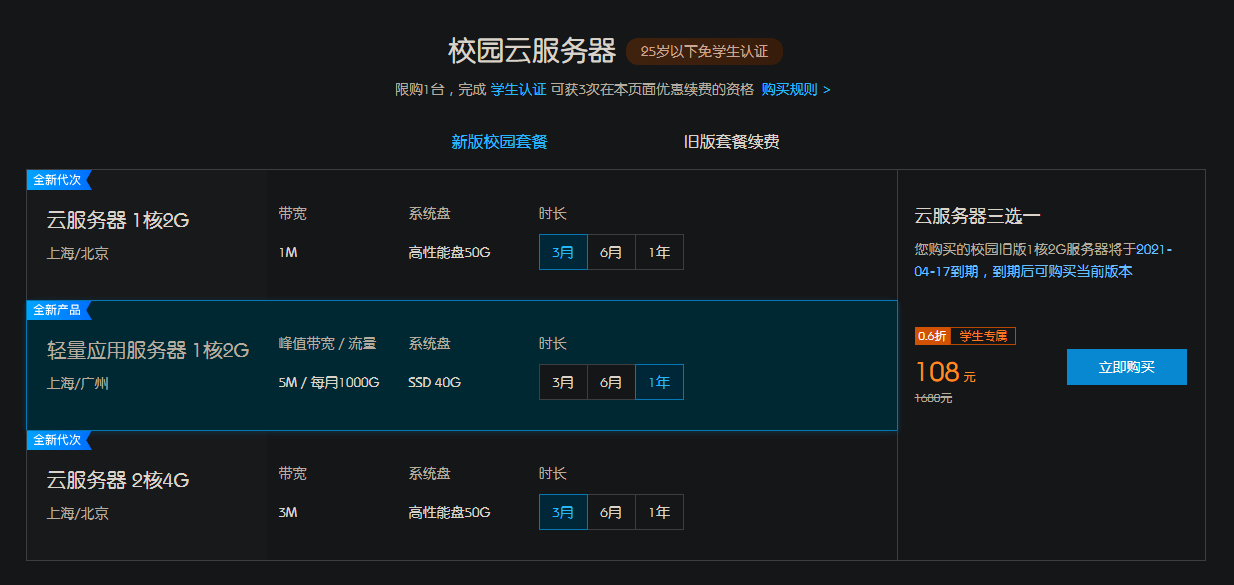 校园云服务器 25岁以下免学生认证
限购1台，完成 学生认证 可获3次在本页面优惠续费的资格 购买规则 >
新版校园套餐 旧版套餐续费
全新代次
云服务器 1核2G
上海/北京
带宽 系统盘 时长
1M 高性能盘50G 3月 6月 1年
全新产品
轻量应用服务器 1核2G
上海/广州
峰值带宽 / 流量 系统盘 时长
5M / 每月1000G SSD 40G 3月 6月 1年
全新代次
云服务器 2核4G
上海/北京
带宽 系统盘 时长
3M 高性能盘50G 3月 6月 1年
云服务器三选一
您购买的校园旧版1核2G服务器将于2021-
04-17到期，到期后可购买当前版本
0.6折 学生专属
108 元
1680元
立即购买